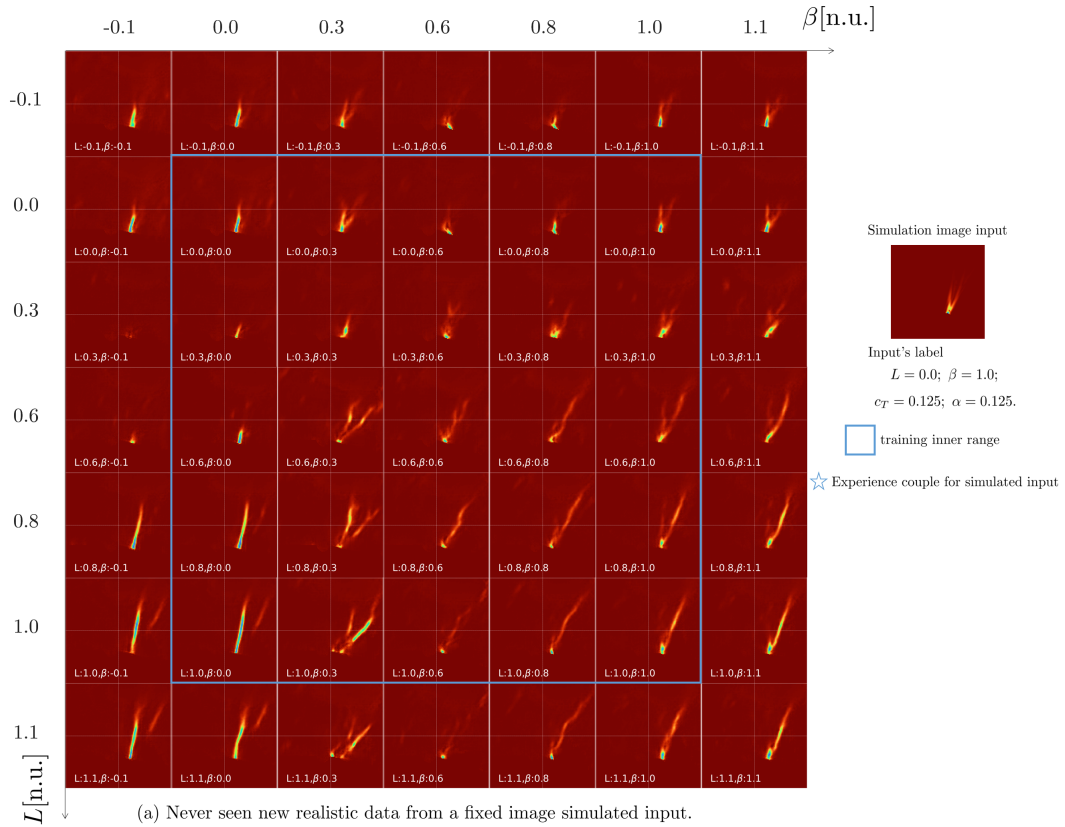 β[n.u.]
-0.1 0.0 0.3 0.6 0.8 1.0 1.1
-0.1
L:-0.1,β:-0.1 L:-0.1,β:0.0 L:-0.1,β:0.3 L:-0.1,β:0.6 L:-0.1,β:0.8 L:-0.1,β:1.0 L:-0.1,β:1.1
0.0
L:0.0,β:-0.1 L:0.0,β:0.0 L:0.0,β:0.3 L:0.0,β:0.6 L:0.0,β:0.8 L:0.0,β:1.0 L:0.0,β:1.1
0.3
L:0.3,β:-0.1 L:0.3,β:0.0 L:0.3,β:0.3 L:0.3,β:0.6 L:0.3,β:0.8 L:0.3,β:1.0 L:0.3,β:1.1
0.6
L:0.6,β:-0.1 L:0.6,β:0.0 L:0.6,β:0.3 L:0.6,β:0.6 L:0.6,β:0.8 L:0.6,β:1.0 L:0.6,β:1.1
0.8
L:0.8,β:-0.1 L:0.8,β:0.0 L:0.8,β:0.3 L:0.8,β:0.6 L:0.8,β:0.8 L:0.8,β:1.0 L:0.8,β:1.1
1.0
L:1.0,β:-0.1 L:1.0,β:0.0 L:1.0,β:0.3 L:1.0,β:0.6 L:1.0,β:0.8 L:1.0,β:1.0 L:1.0,β:1.1
1.1
L:1.1,β:-0.1 L:1.1,β:0.0 L:1.1,β:0.3 L:1.1,β:0.6 L:1.1,β:0.8 L:1.1,β:1.0 L:1.1,β:1.1
L[n.u.]
Simulation image input
Input's label
L = 0.0; β = 1.0;
c_T = 0.125; α = 0.125.
training inner range
Experience couple for simulated input
(a) Never seen new realistic data from a fixed image simulated input.